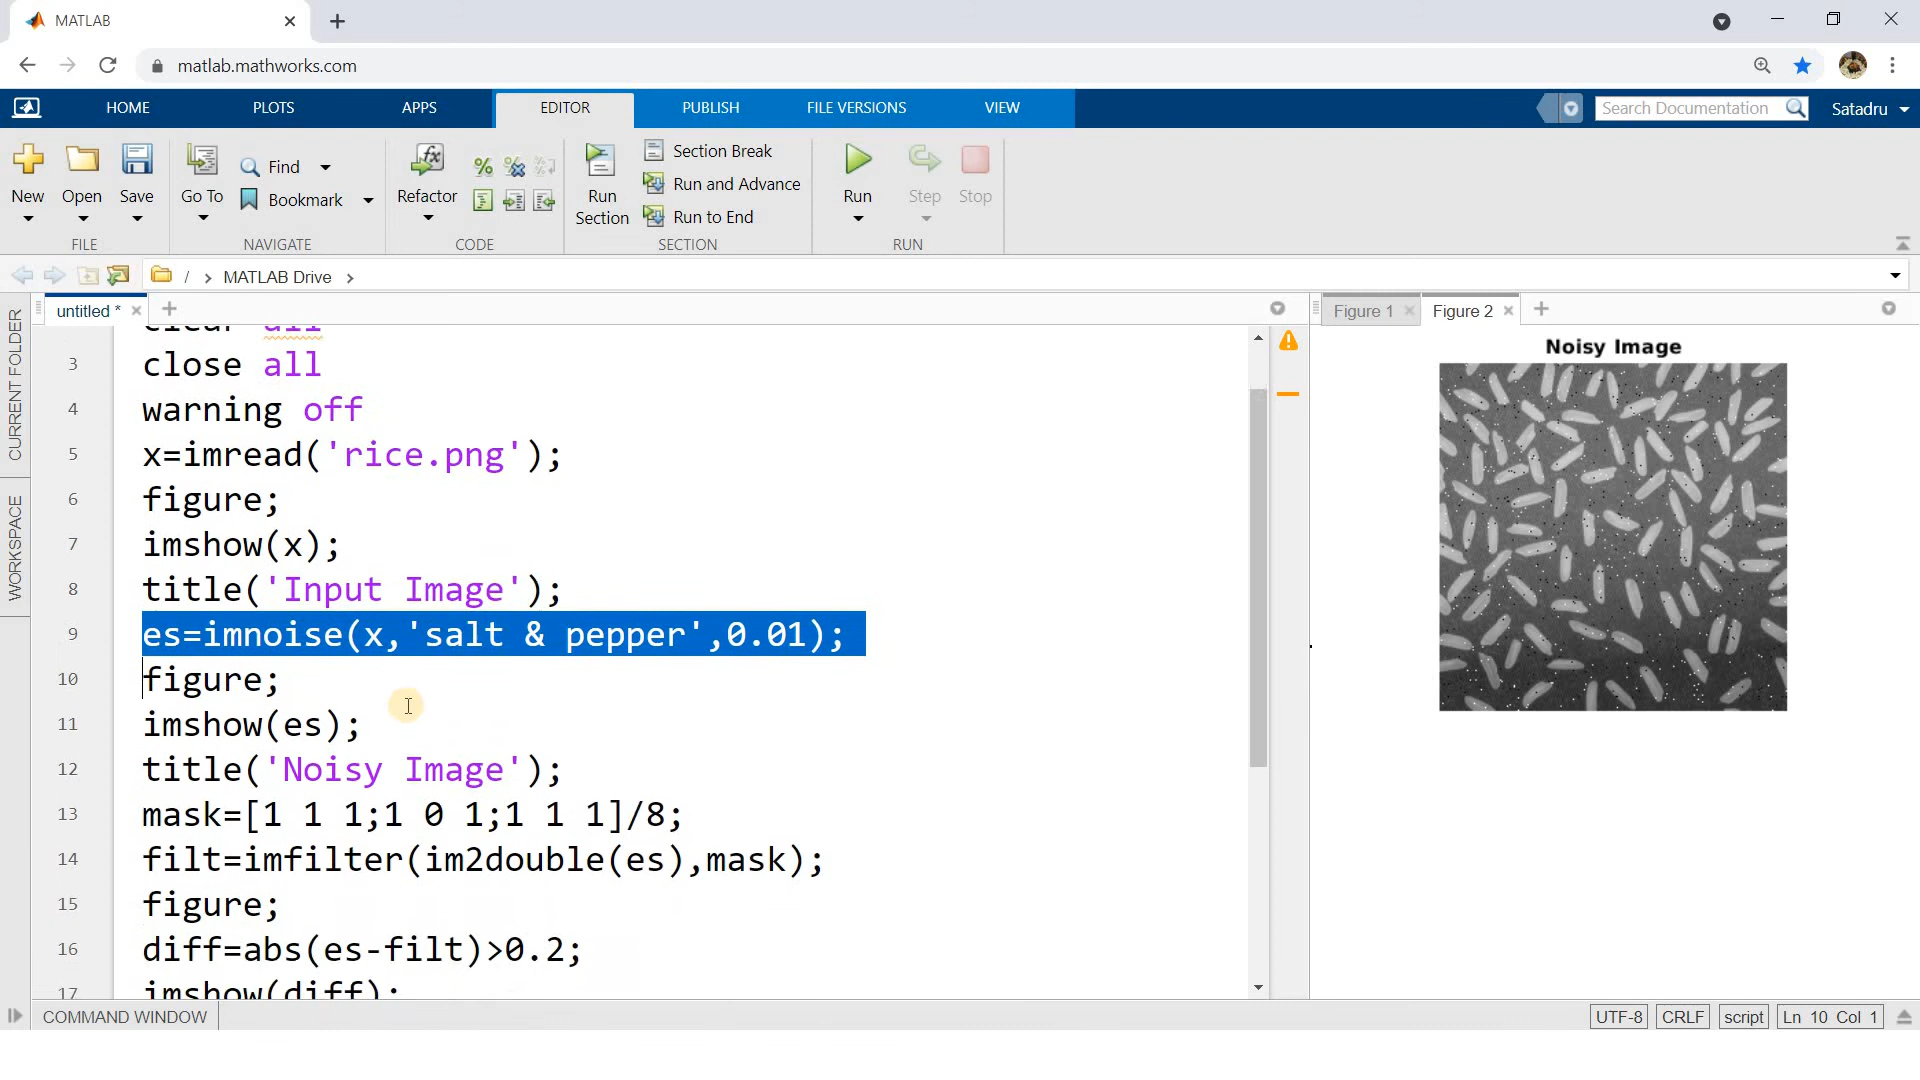 MATLAB
matlab.mathworks.com
HOME PLOTS APPS EDITOR PUBLISH FILE VERSIONS VIEW
Search Documentation
Satadru
New
Open
Save
FILE
Go To
Find
Bookmark
NAVIGATE
Refactor
CODE
Run
Section
Section Break
Run and Advance
Run to End
SECTION
Run
Step
Stop
RUN
/ > MATLAB Drive >
CURRENT FOLDER
WORKSPACE
untitled *
clear all
3 close all
4 warning off
5 x=imread('rice.png');
6 figure;
7 imshow(x);
8 title('Input Image');
9 es=imnoise(x,'salt & pepper',0.01);
10 figure;
11 imshow(es);
12 title('Noisy Image');
13 mask=[1 1 1;1 0 1;1 1 1]/8;
14 filt=imfilter(im2double(es),mask);
15 figure;
16 diff=abs(es-filt)>0.2;
17 imshow(diff);
Figure 1
Figure 2
Noisy Image
COMMAND WINDOW
UTF-8 CRLF script Ln 10 Col 1